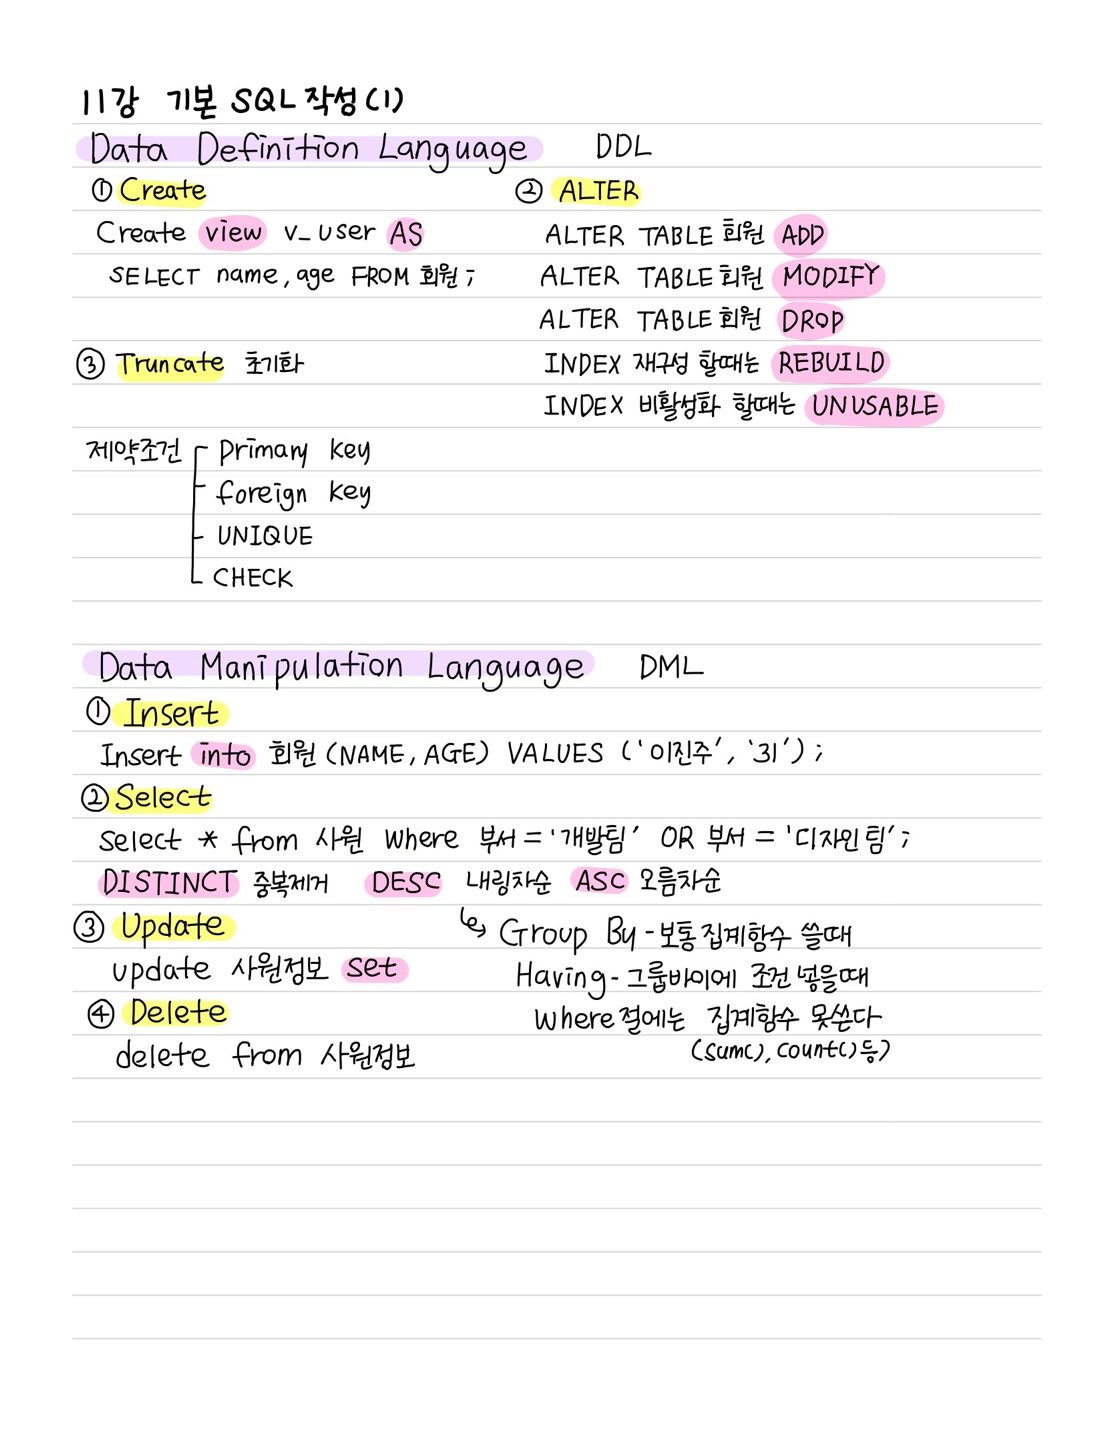 11강 기본 SQL 작성(1)
Data Definition Language DDL
① Create
Create view v_user AS
SELECT name, age FROM 회원;
② ALTER
ALTER TABLE 회원 ADD
ALTER TABLE 회원 MODIFY
ALTER TABLE 회원 DROP
INDEX 재구성 할때는 REBUILD
INDEX 비활성화 할때는 UNUSABLE
③ Truncate 초기화
제약조건
primary key
foreign key
UNIQUE
CHECK
Data Manipulation Language DML
① Insert
Insert into 회원 (NAME, AGE) VALUES ('이진주', '31');
② Select
select * from 사원 where 부서 = '개발팀' OR 부서 = '디자인팀';
DISTINCT 중복제거 DESC 내림차순 ASC 오름차순
↳ Group By - 보통 집계함수 쓸때
Having - 그룹바이에 조건 넣을때
where절에는 집계함수 못쓴다
(sum(), count() 등)
③ Update
update 사원정보 set
④ Delete
delete from 사원정보